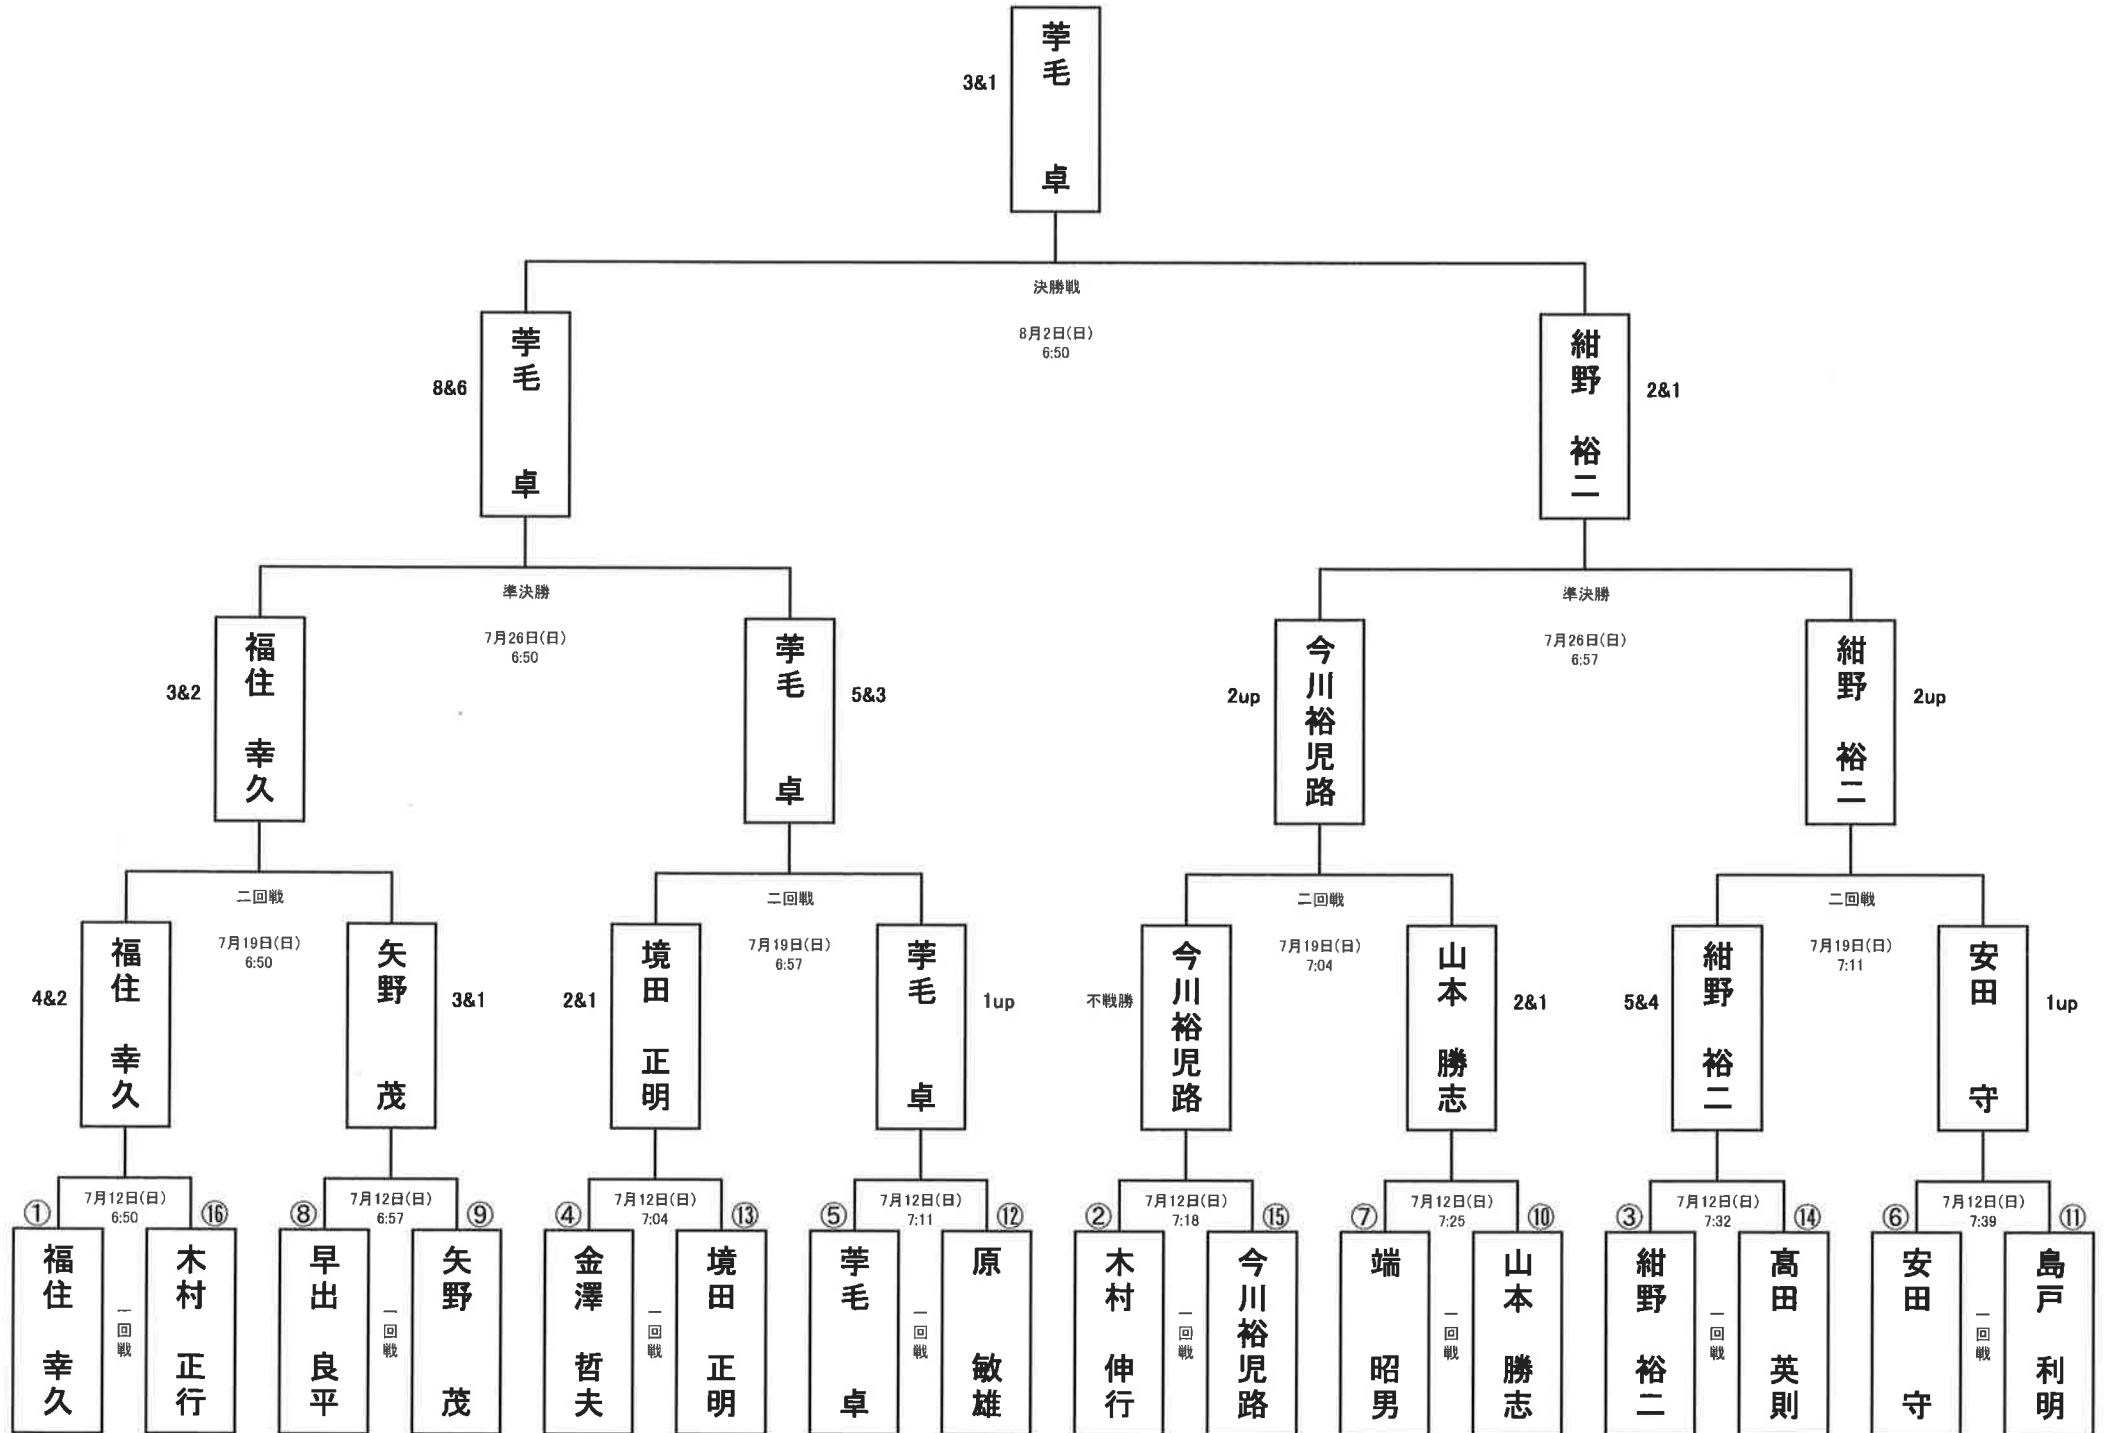 苧毛 卓
3&1
決勝戦
8月2日(日)
6:50
苧毛 卓
8&6
紺野 裕二
2&1
準決勝
7月26日(日)
6:50
準決勝
7月26日(日)
6:57
福住 幸久
3&2
苧毛 卓
5&3
今川裕児路
2up
紺野 裕二
2up
二回戦
7月19日(日)
6:50
二回戦
7月19日(日)
6:57
二回戦
7月19日(日)
7:04
二回戦
7月19日(日)
7:11
福住 幸久
4&2
矢野 茂
3&1
境田 正明
2&1
苧毛 卓
1up
今川裕児路
不戦勝
山本 勝志
2&1
紺野 裕二
5&4
安田 守
1up
7月12日(日)
6:50
一回戦
①
福住 幸久
⑯
木村 正行
7月12日(日)
6:57
一回戦
⑧
早出 良平
⑨
矢野 茂
7月12日(日)
7:04
一回戦
④
金澤 哲夫
⑬
境田 正明
7月12日(日)
7:11
一回戦
⑤
苧毛 卓
⑫
原 敏雄
7月12日(日)
7:18
一回戦
②
木村 伸行
⑮
今川裕児路
7月12日(日)
7:25
一回戦
⑦
端 昭男
⑩
山本 勝志
7月12日(日)
7:32
一回戦
③
紺野 裕二
⑭
髙田 英則
7月12日(日)
7:39
一回戦
⑥
安田 守
⑪
島戸 利明